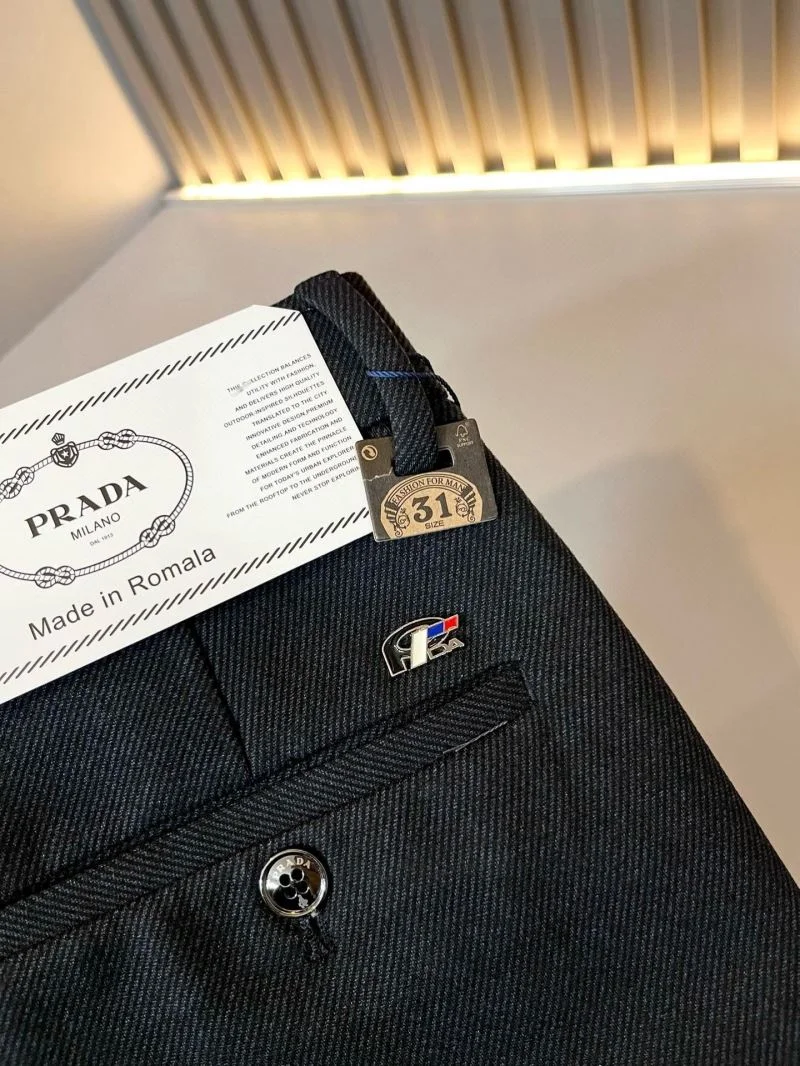 THIS COLLECTION BALANCES
UTILITY WITH FASHION.
AND DELIVERS HIGH QUALITY
OUTDOOR-INSPIRED SILHOUETTES
TRANSLATED TO THE CITY
INNOVATIVE DESIGN.PREMIUM
DETAILING AND TECHNOLOGY
ENHANCED FABRICATION AND
MATERIALS CREATE THE PINNACLE
OF MODERN FORM AND FUNCTION
FOR TODAY'S URBAN EXPLORER
FROM THE ROOFTOP TO THE UNDERGROUND
NEVER STOP EXPLORIN
PRADA
MILANO
DAL 1913
Made in Romala
FASHION FOR MAN
31
SIZE
SUPPORT
PRADA